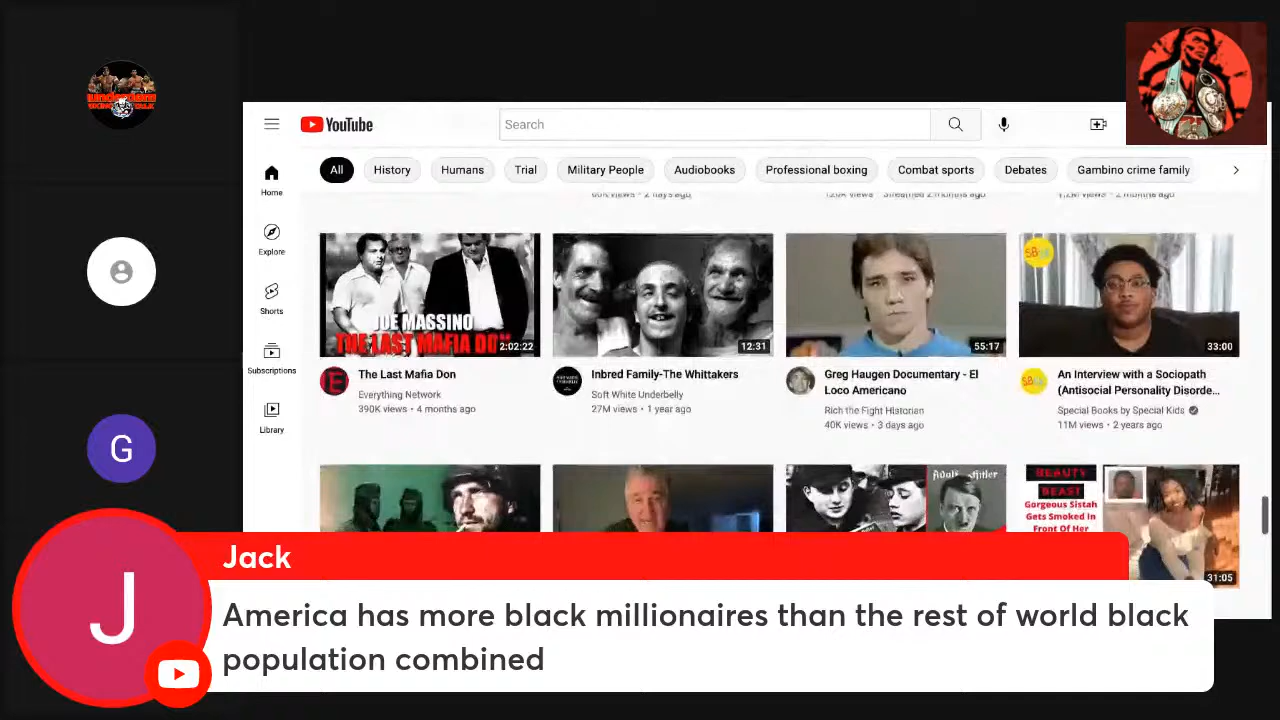 YouTube
Search
All
History
Humans
Trial
Military People
Audiobooks
Professional boxing
Combat sports
Debates
Gambino crime family
Home
Explore
Shorts
Subscriptions
Library
JOE MASSINO
THE LAST MAFIA DON
2:02:22
12:31
55:17
SBSK
33:00
E
The Last Mafia Don
Everything Network
390K views • 4 months ago
Inbred Family-The Whittakers
Soft White Underbelly
27M views • 1 year ago
Greg Haugen Documentary - El
Loco Americano
Rich the Fight Historian
40K views • 3 days ago
An Interview with a Sociopath
(Antisocial Personality Disorde...
Special Books by Special Kids
11M views • 2 years ago
Adolf Hitler
BEAUTY
BEAST
Gorgeous Sistah
Gets Smoked In
Front Of Her
31:05
G
J
Jack
America has more black millionaires than the rest of world black
population combined